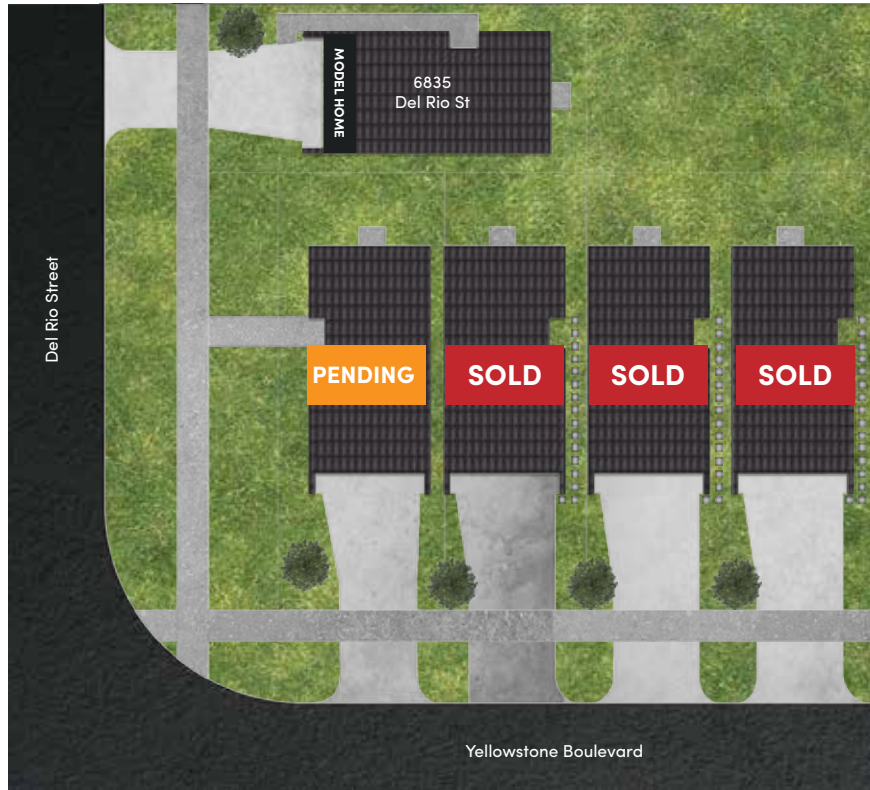 MODEL HOME
6835
Del Rio St
Del Rio Street
PENDING
SOLD
SOLD
SOLD
Yellowstone Boulevard